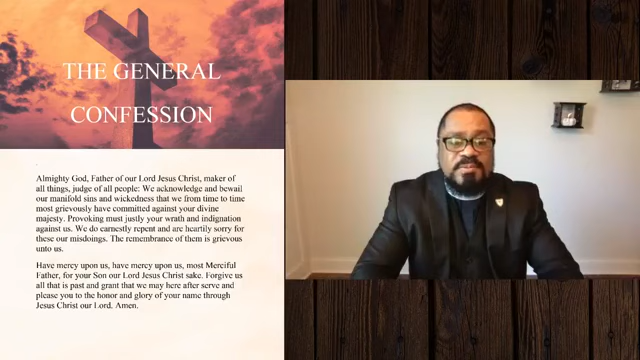 THE GENERAL
CONFESSION
Almighty God, Father of our Lord Jesus Christ, maker of
all things, judge of all people: We acknowledge and bewail
our manifold sins and wickedness that we from time to time
most grievously have committed against your divine
majesty. Provoking must justly your wrath and indignation
against us. We do earnestly repent and are heartily sorry for
these our misdoings. The remembrance of them is grievous
unto us.
Have mercy upon us, have mercy upon us, most Merciful
Father, for your Son our Lord Jesus Christ sake. Forgive us
all that is past and grant that we may here after serve and
please you to the honor and glory of your name through
Jesus Christ our Lord. Amen.